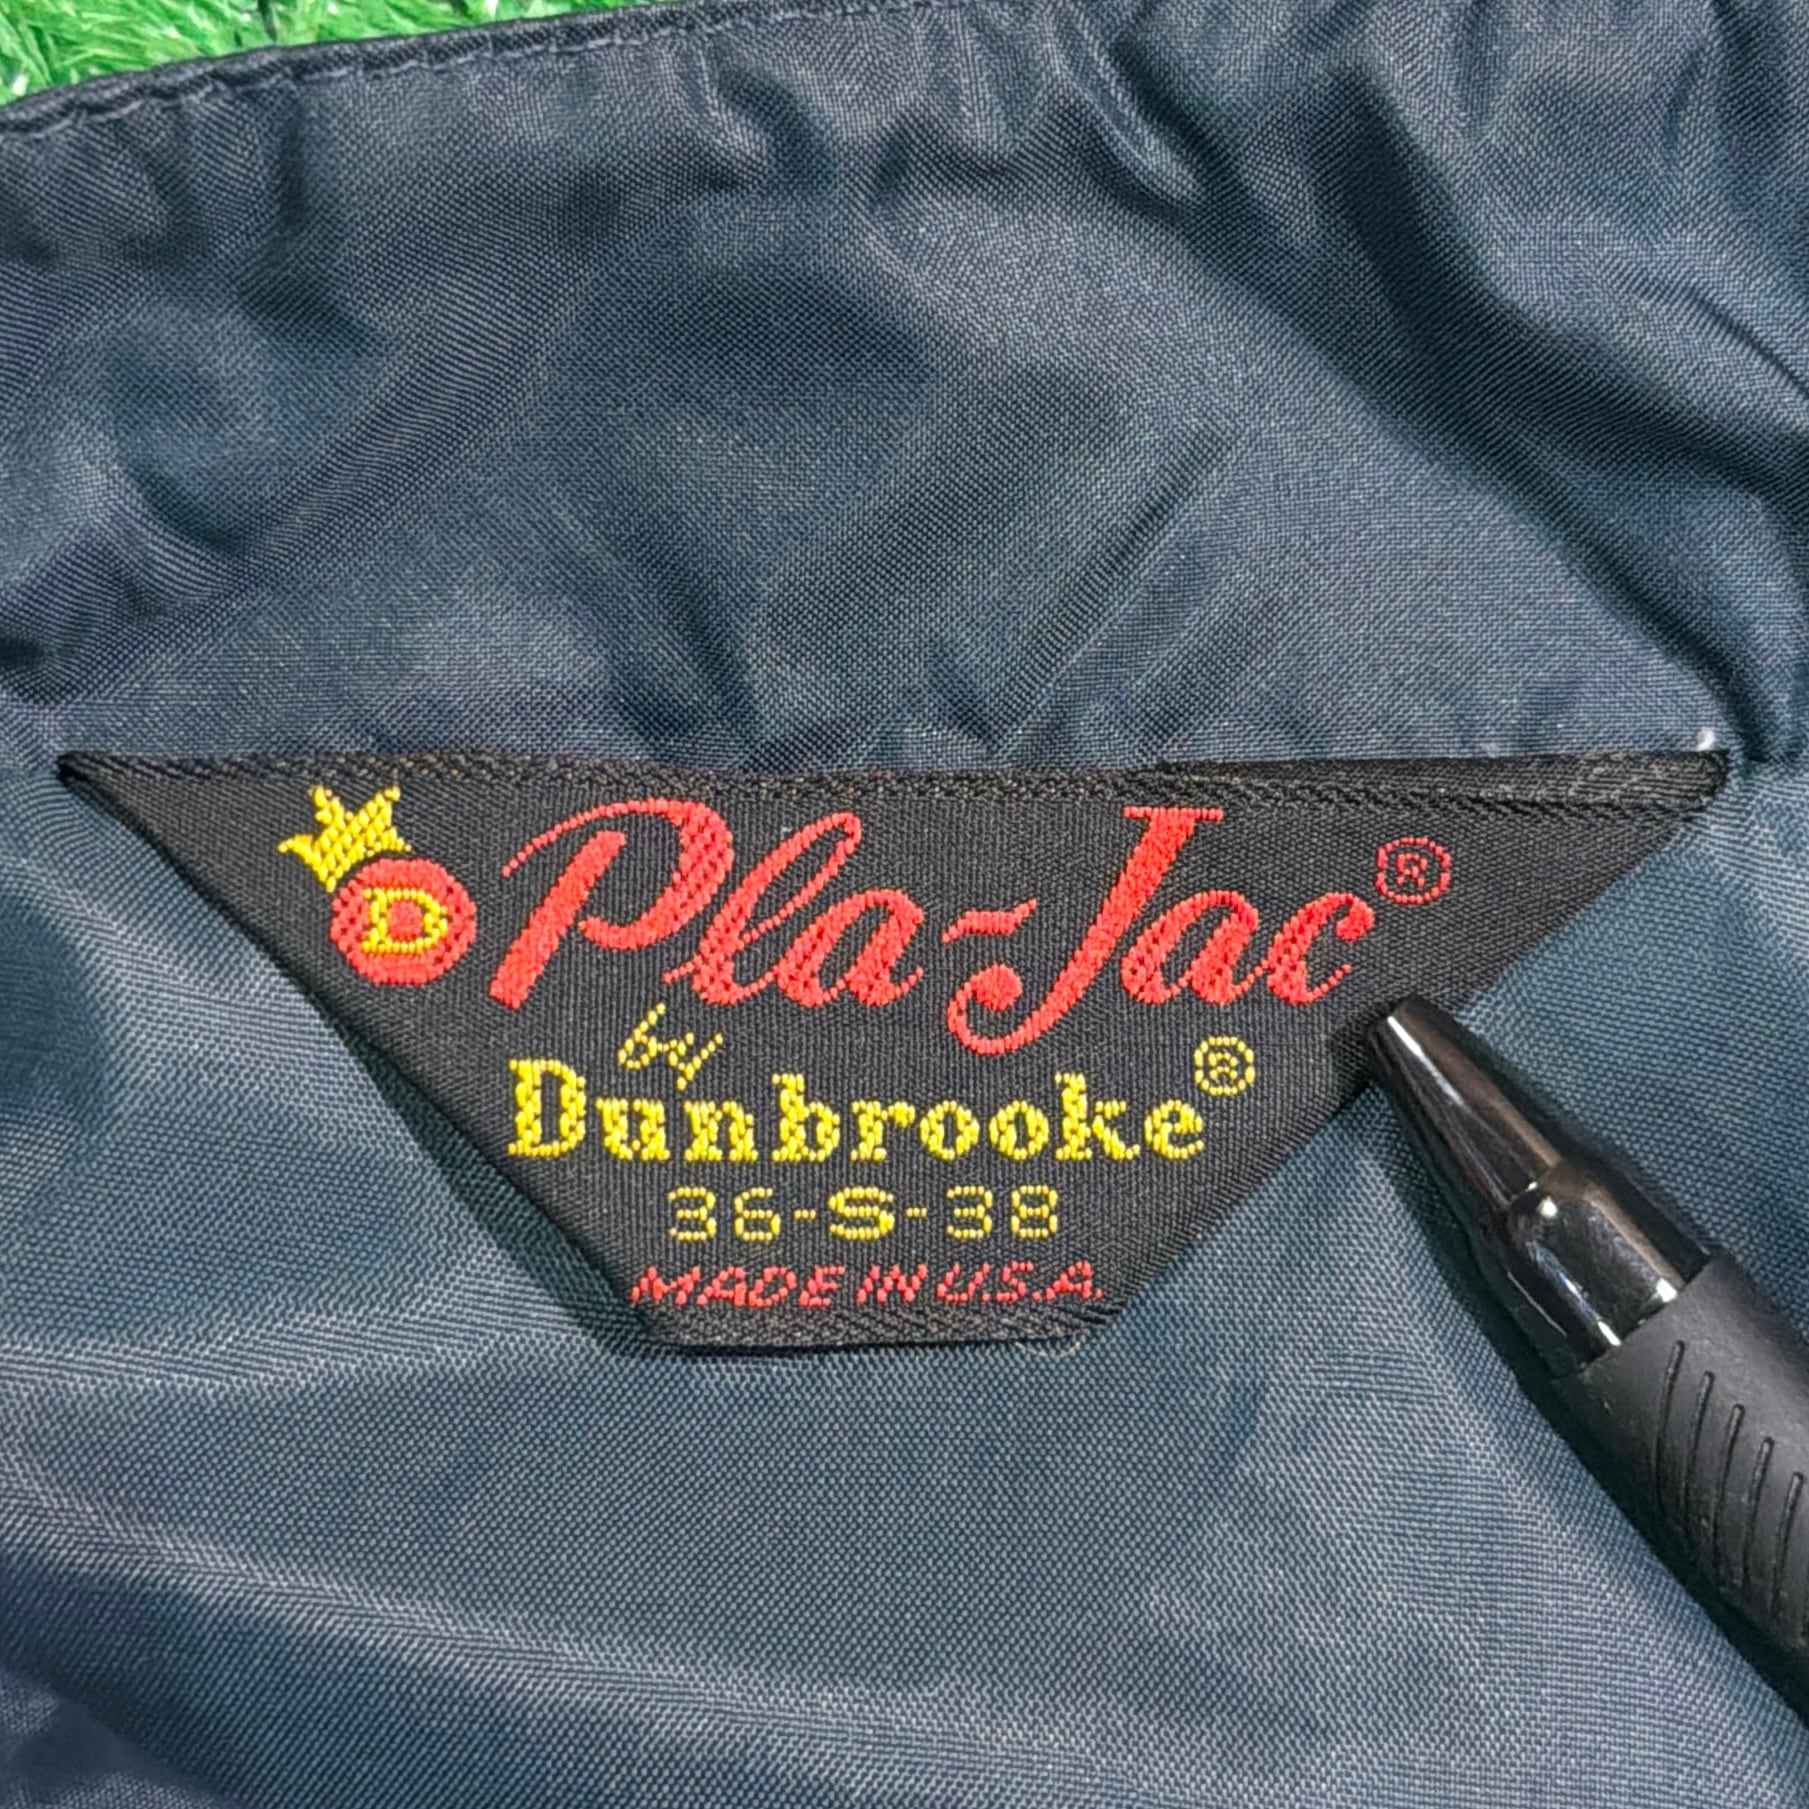 D Pla-Jac®
by
Dunbrooke®
36-S-38
MADE IN U.S.A.